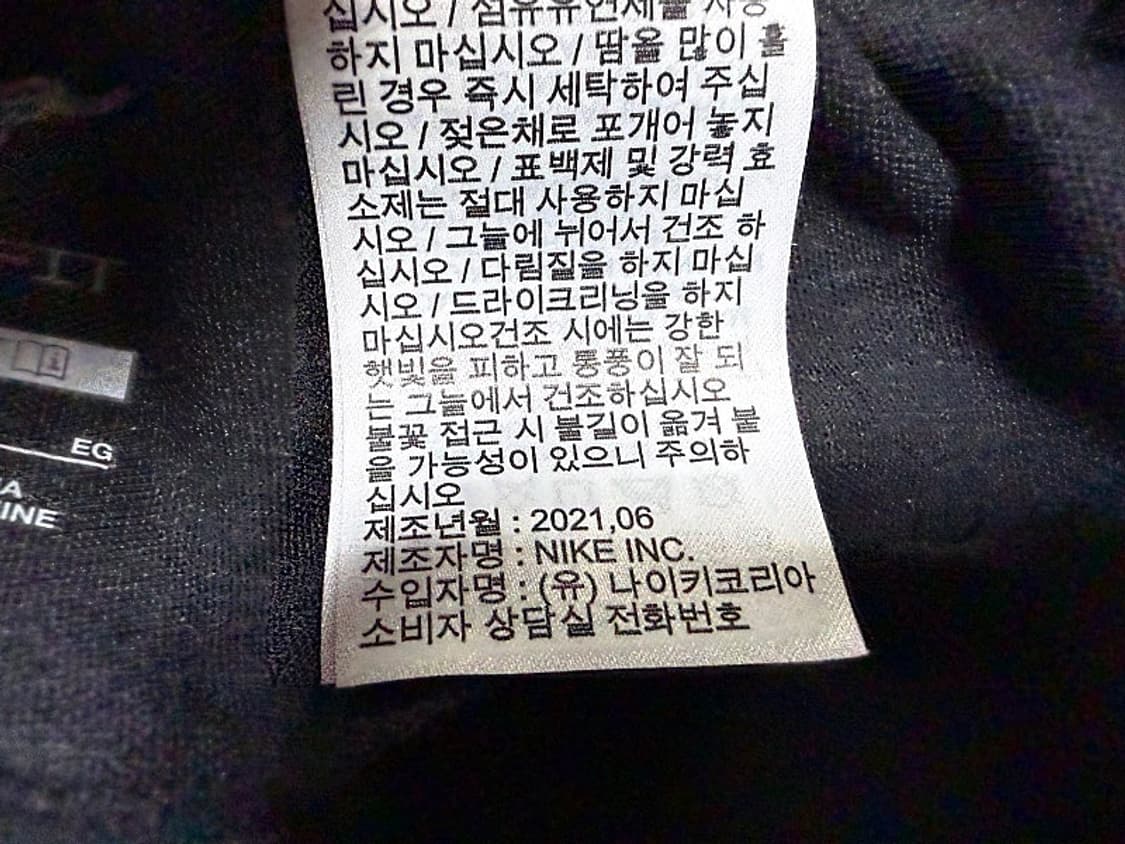 십시오 / 섬유유연제를 사용
하지 마십시오 / 땀을 많이 흘
린 경우 즉시 세탁하여 주십
시오 / 젖은채로 포개어 놓지
마십시오 / 표백제 및 강력 효
소제는 절대 사용하지 마십
시오 / 그늘에 뉘어서 건조 하
십시오 / 다림질을 하지 마십
시오 / 드라이크리닝을 하지
마십시오건조 시에는 강한
햇빛을 피하고 통풍이 잘 되
는 그늘에서 건조하십시오
불꽃 접근 시 불길이 옮겨 붙
을 가능성이 있으니 주의하
십시오
제조년월 : 2021,06
제조자명 : NIKE INC.
수입자명 : (유) 나이키코리아
소비자 상담실 전화번호
EG
A
INE